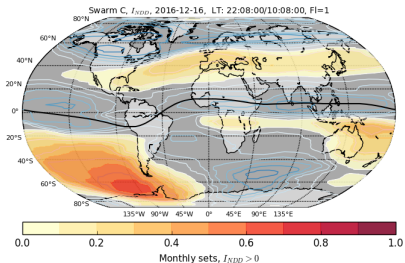 Swarm C, I_NDD, 2016-12-16, LT: 22:08:00/10:08:00, Fl=1
80°N
60°N
40°N
20°N
0°
20°S
40°S
60°S
80°S
135°W 90°W 45°W 0° 45°E 90°E 135°E
0.0 0.2 0.4 0.6 0.8 1.0
Monthly sets, I_NDD > 0